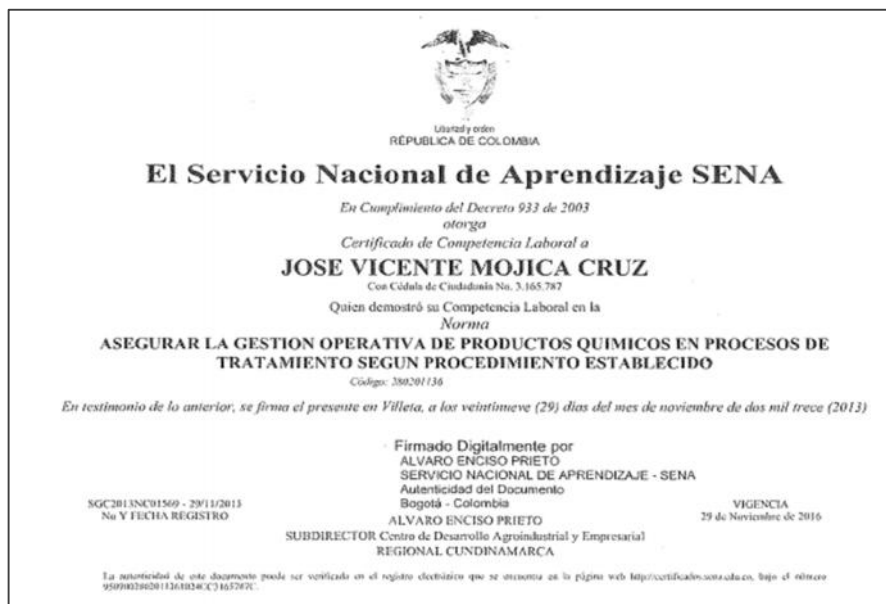 Libertad y orden
RÉPUBLICA DE COLOMBIA
El Servicio Nacional de Aprendizaje SENA
En Cumplimiento del Decreto 933 de 2003
otorga
Certificado de Competencia Laboral a
JOSE VICENTE MOJICA CRUZ
Con Cédula de Ciudadanía No. 3.165.787
Quien demostró su Competencia Laboral en la
Norma
ASEGURAR LA GESTION OPERATIVA DE PRODUCTOS QUIMICOS EN PROCESOS DE
TRATAMIENTO SEGUN PROCEDIMIENTO ESTABLECIDO
Código: 280201136
En testimonio de lo anterior, se firma el presente en Villeta, a los veintinueve (29) días del mes de noviembre de dos mil trece (2013)
Firmado Digitalmente por
ALVARO ENCISO PRIETO
SERVICIO NACIONAL DE APRENDIZAJE - SENA
Autenticidad del Documento
Bogotá - Colombia
SGC2013NC01569 - 29/11/2013
No Y FECHA REGISTRO
ALVARO ENCISO PRIETO
SUBDIRECTOR Centro de Desarrollo Agroindustrial y Empresarial
REGIONAL CUNDINAMARCA
VIGENCIA
29 de Noviembre de 2016
La autenticidad de este documento puede ser verificado en el registro electrónico que se encuentra en la página web http://certificados.sena.edu.co, bajo el número